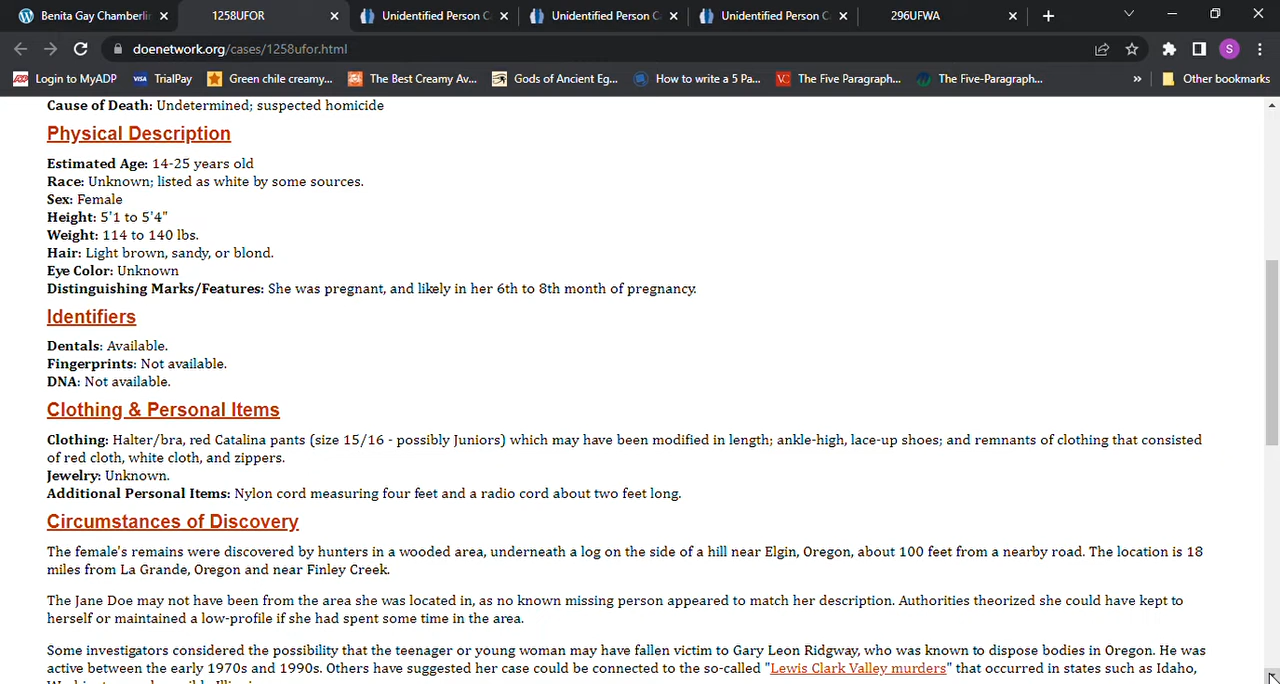 Benita Gay Chamberlin
1258UFOR
Unidentified Person C
Unidentified Person C
Unidentified Person C
296UFWA
doenetwork.org/cases/1258ufor.html
S
Login to MyADP
VISA TrialPay
Green chile creamy...
The Best Creamy Av...
Gods of Ancient Eg...
How to write a 5 Pa...
VC The Five Paragraph...
The Five-Paragraph...
»
Other bookmarks
Cause of Death: Undetermined; suspected homicide
Physical Description
Estimated Age: 14-25 years old
Race: Unknown; listed as white by some sources.
Sex: Female
Height: 5'1 to 5'4"
Weight: 114 to 140 lbs.
Hair: Light brown, sandy, or blond.
Eye Color: Unknown
Distinguishing Marks/Features: She was pregnant, and likely in her 6th to 8th month of pregnancy.
Identifiers
Dentals: Available.
Fingerprints: Not available.
DNA: Not available.
Clothing & Personal Items
Clothing: Halter/bra, red Catalina pants (size 15/16 - possibly Juniors) which may have been modified in length; ankle-high, lace-up shoes; and remnants of clothing that consisted
of red cloth, white cloth, and zippers.
Jewelry: Unknown.
Additional Personal Items: Nylon cord measuring four feet and a radio cord about two feet long.
Circumstances of Discovery
The female's remains were discovered by hunters in a wooded area, underneath a log on the side of a hill near Elgin, Oregon, about 100 feet from a nearby road. The location is 18
miles from La Grande, Oregon and near Finley Creek.
The Jane Doe may not have been from the area she was located in, as no known missing person appeared to match her description. Authorities theorized she could have kept to
herself or maintained a low-profile if she had spent some time in the area.
Some investigators considered the possibility that the teenager or young woman may have fallen victim to Gary Leon Ridgway, who was known to dispose bodies in Oregon. He was
active between the early 1970s and 1990s. Others have suggested her case could be connected to the so-called "Lewis Clark Valley murders" that occurred in states such as Idaho,